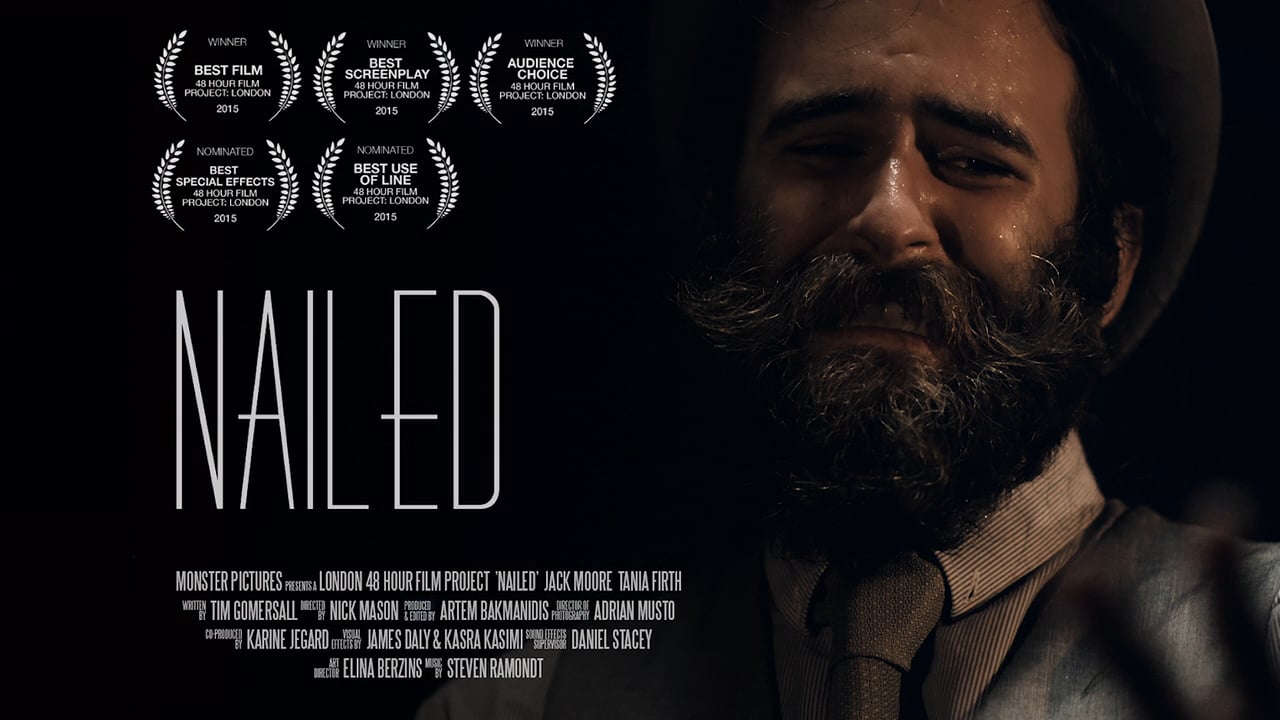 WINNER
BEST FILM
48 HOUR FILM
PROJECT: LONDON
2015
WINNER
BEST
SCREENPLAY
48 HOUR FILM
PROJECT: LONDON
2015
WINNER
AUDIENCE
CHOICE
48 HOUR FILM
PROJECT: LONDON
2015
NOMINATED
BEST
SPECIAL EFFECTS
48 HOUR FILM
PROJECT: LONDON
2015
NOMINATED
BEST USE
OF LINE
48 HOUR FILM
PROJECT: LONDON
2015
NAILED
MONSTER PICTURES PRESENTS A LONDON 48 HOUR FILM PROJECT 'NAILED' JACK MOORE TANIA FIRTH
WRITTEN BY TIM GOMERSALL DIRECTED BY NICK MASON PRODUCED & EDITED BY ARTEM BAKMANIDIS DIRECTOR OF PHOTOGRAPHY ADRIAN MUSTO
CO-PRODUCED BY KARINE JEGARD VISUAL EFFECTS BY JAMES DALY & KASRA KASIMI SOUND EFFECTS SUPERVISOR DANIEL STACEY
ART DIRECTOR ELINA BERZINS MUSIC BY STEVEN RAMONDT